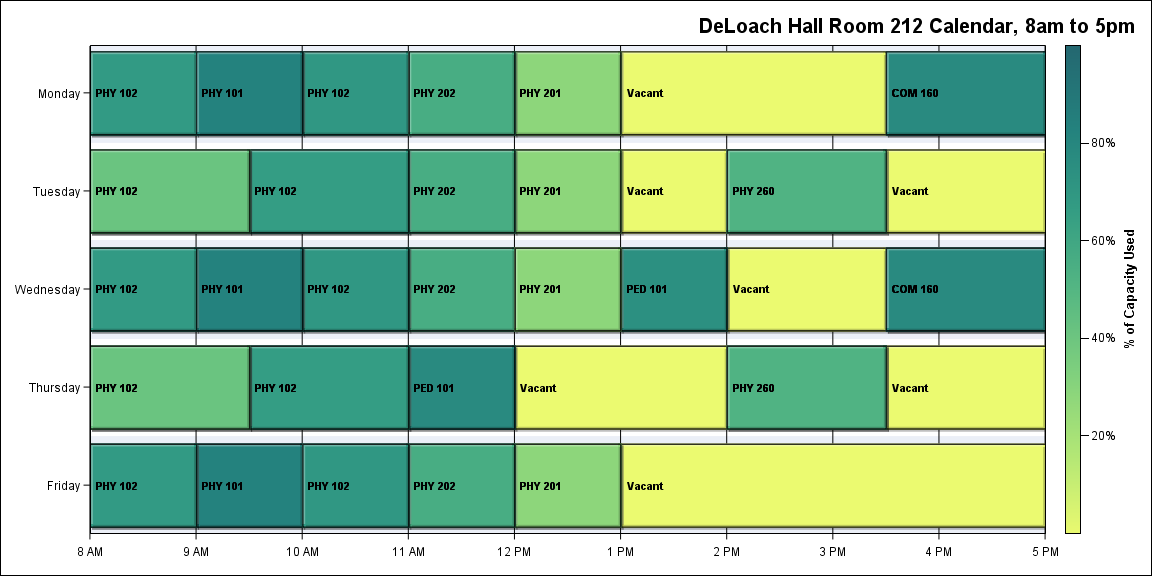 DeLoach Hall Room 212 Calendar, 8am to 5pm
Monday
PHY 102
PHY 101
PHY 102
PHY 202
PHY 201
Vacant
COM 160
Tuesday
PHY 102
PHY 102
PHY 202
PHY 201
Vacant
PHY 260
Vacant
Wednesday
PHY 102
PHY 101
PHY 102
PHY 202
PHY 201
PED 101
Vacant
COM 160
Thursday
PHY 102
PHY 102
PED 101
Vacant
PHY 260
Vacant
Friday
PHY 102
PHY 101
PHY 102
PHY 202
PHY 201
Vacant
8 AM
9 AM
10 AM
11 AM
12 PM
1 PM
2 PM
3 PM
4 PM
5 PM
80%
60%
40%
20%
% of Capacity Used